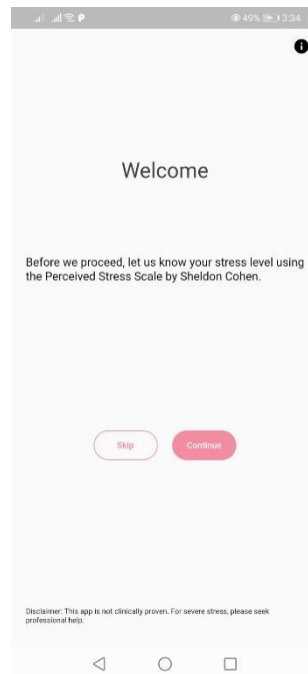 49% 3:34
Welcome
Before we proceed, let us know your stress level using
the Perceived Stress Scale by Sheldon Cohen.
Skip
Continue
Disclaimer: This app is not clinically proven. For severe stress, please seek
professional help.